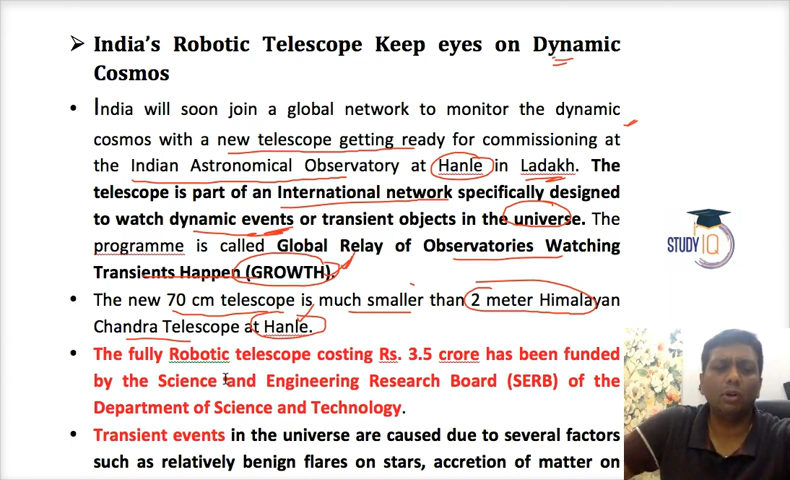 ➢ India's Robotic Telescope Keep eyes on Dynamic
Cosmos
• India will soon join a global network to monitor the dynamic
cosmos with a new telescope getting ready for commissioning at
the Indian Astronomical Observatory at Hanle in Ladakh. The
telescope is part of an International network specifically designed
to watch dynamic events or transient objects in the universe. The
programme is called Global Relay of Observatories Watching
Transients Happen (GROWTH).
• The new 70 cm telescope is much smaller than 2 meter Himalayan
Chandra Telescope at Hanle.
• The fully Robotic telescope costing Rs. 3.5 crore has been funded
by the Science and Engineering Research Board (SERB) of the
Department of Science and Technology.
• Transient events in the universe are caused due to several factors
such as relatively benign flares on stars, accretion of matter on
STUDY IQ